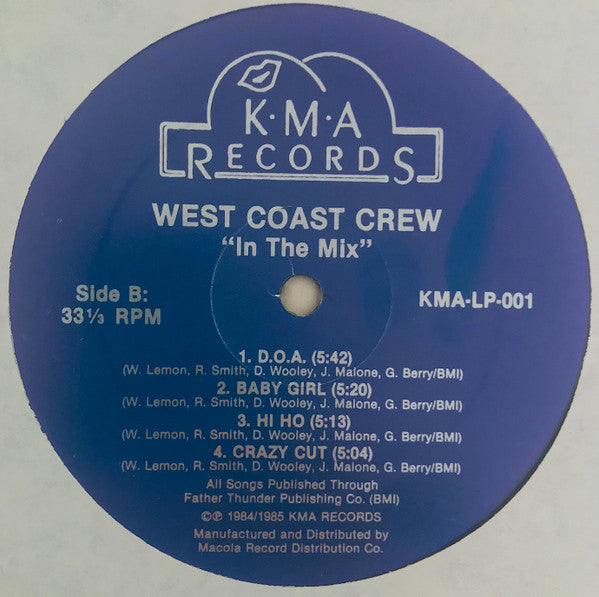 K·M·A
RECORDS
WEST COAST CREW
“In The Mix”
Side B:
33⅓ RPM
KMA-LP-001
1. D.O.A. (5:42)
(W. Lemon, R. Smith, D. Wooley, J. Malone, G. Berry/BMI)
2. BABY GIRL (5:20)
(W. Lemon, R. Smith, D. Wooley, J. Malone, G. Berry/BMI)
3. HI HO (5:13)
(W. Lemon, R. Smith, D. Wooley, J. Malone, G. Berry/BMI)
4. CRAZY CUT (5:04)
(W. Lemon, R. Smith, D. Wooley, J. Malone, G. Berry/BMI)
All Songs Published Through
Father Thunder Publishing Co. (BMI)
©℗ 1984/1985 KMA RECORDS
Manufactured and Distributed by
Macola Record Distribution Co.